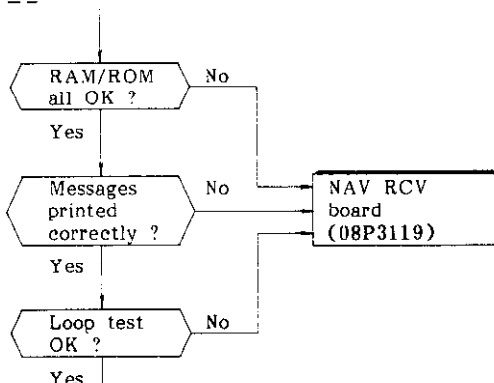 RAM/ROM
all OK ?
No
Yes
Messages
printed
correctly ?
No
NAV RCV
board
(08P3119)
Yes
Loop test
OK ?
No
Yes